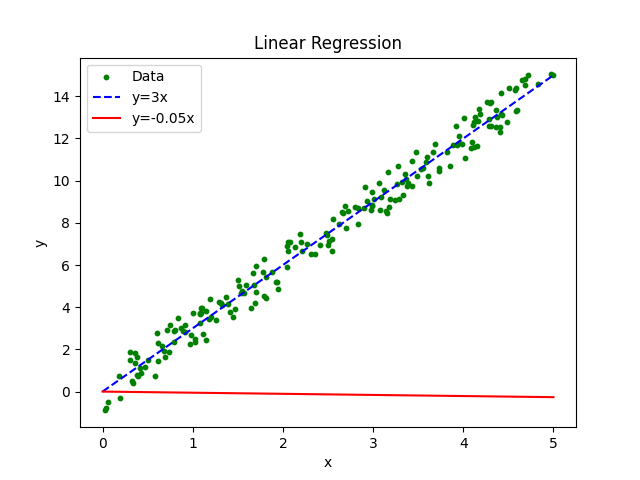 Linear Regression
Data
y=3x
y=-0.05x
14
12
10
8
6
4
2
0
y
0 1 2 3 4 5
x